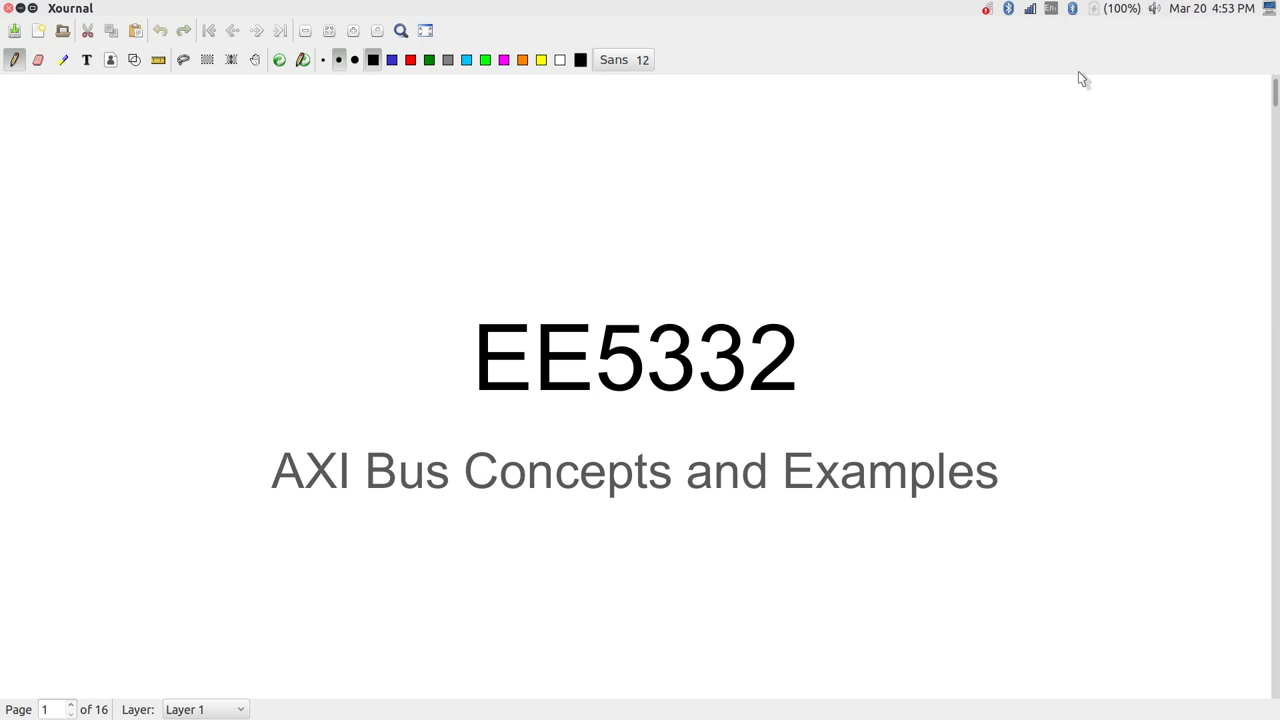 Xournal
(100%) Mar 20 4:53 PM
Sans 12
EE5332
AXI Bus Concepts and Examples
Page 1 of 16 Layer: Layer 1